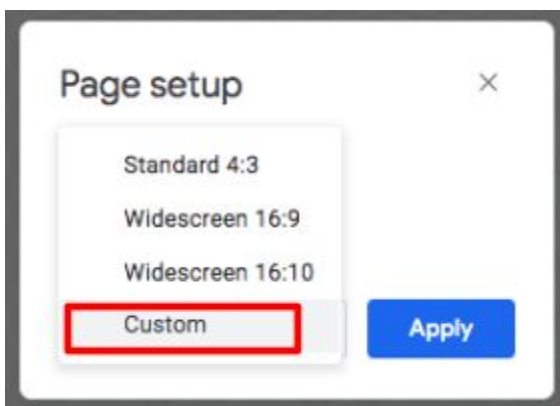 Page setup
Standard 4:3
Widescreen 16:9
Widescreen 16:10
Custom
Apply